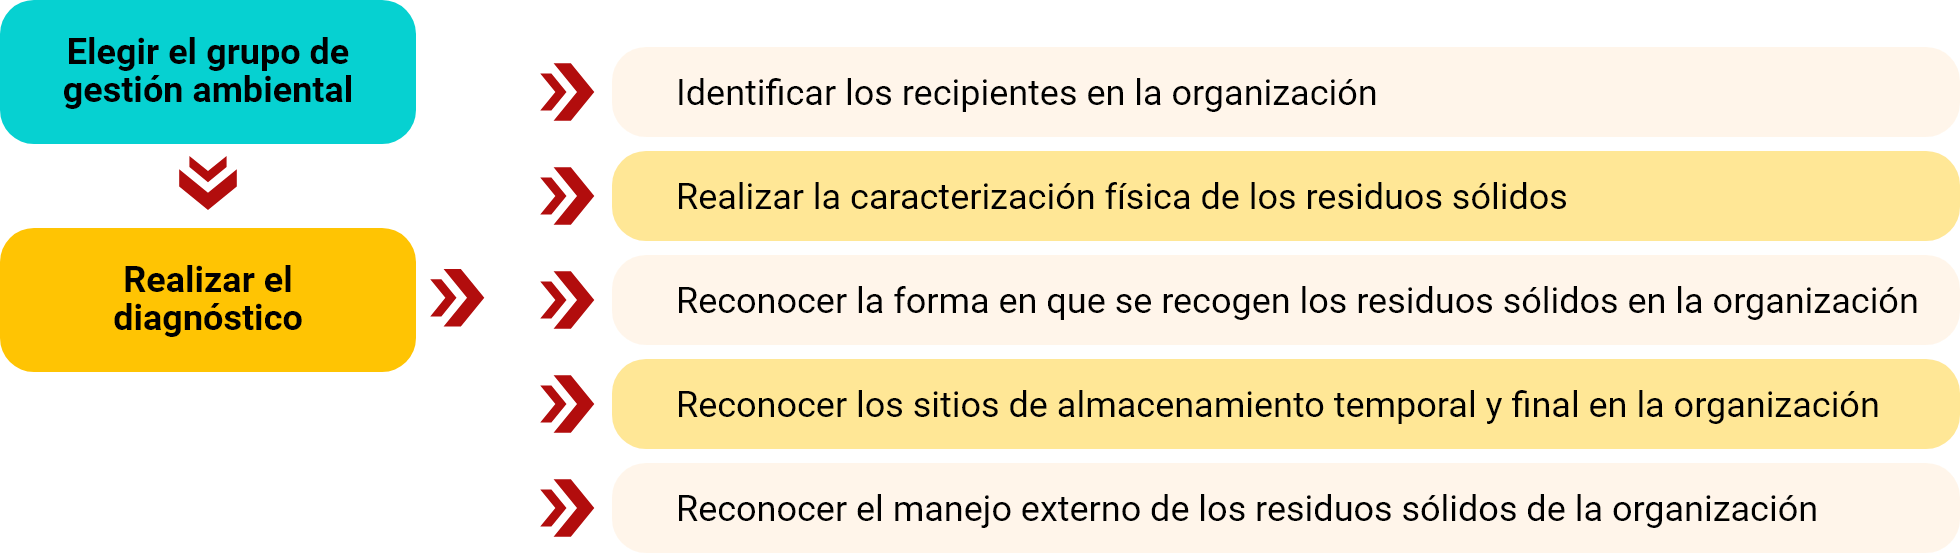 Elegir el grupo de
gestión ambiental
Realizar el
diagnóstico
Identificar los recipientes en la organización
Realizar la caracterización física de los residuos sólidos
Reconocer la forma en que se recogen los residuos sólidos en la organización
Reconocer los sitios de almacenamiento temporal y final en la organización
Reconocer el manejo externo de los residuos sólidos de la organización